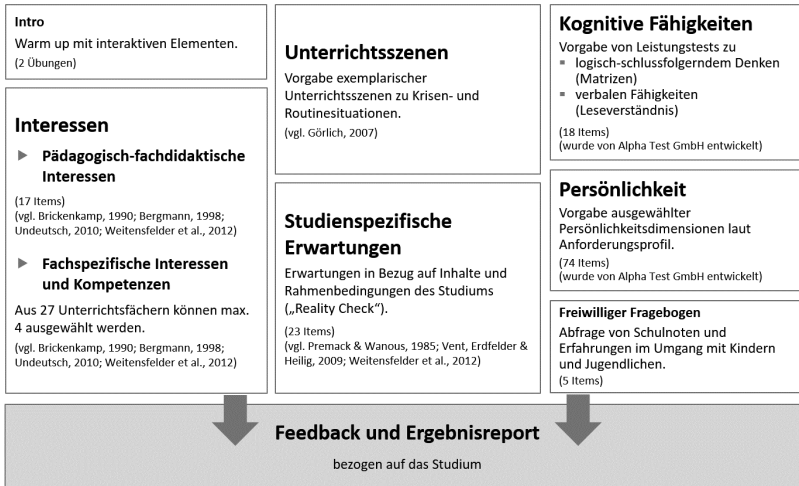 Intro
Warm up mit interaktiven Elementen.
(2 Übungen)
Interessen
Pädagogisch-fachdidaktische
Interessen
(17 Items)
(vgl. Brickenkamp, 1990; Bergmann, 1998;
Undeutsch, 2010; Weitensfelder et al., 2012)
Fachspezifische Interessen
und Kompetenzen
Aus 27 Unterrichtsfächern können max.
4 ausgewählt werden.
(vgl. Brickenkamp, 1990; Bergmann, 1998;
Undeutsch, 2010; Weitensfelder et al., 2012)
Unterrichtsszenen
Vorgabe exemplarischer
Unterrichtsszenen zu Krisen- und
Routinesituationen.
(vgl. Görlich, 2007)
Studienspezifische
Erwartungen
Erwartungen in Bezug auf Inhalte und
Rahmenbedingungen des Studiums
(„Reality Check“).
(23 Items)
(vgl. Premack & Wanous, 1985; Vent, Erdfelder &
Heilig, 2009; Weitensfelder et al., 2012)
Kognitive Fähigkeiten
Vorgabe von Leistungstests zu
logisch-schlussfolgerndem Denken
(Matrizen)
verbalen Fähigkeiten
(Leseverständnis)
(18 Items)
(wurde von Alpha Test GmbH entwickelt)
Persönlichkeit
Vorgabe ausgewählter
Persönlichkeitsdimensionen laut
Anforderungsprofil.
(74 Items)
(wurde von Alpha Test GmbH entwickelt)
Freiwilliger Fragebogen
Abfrage von Schulnoten und
Erfahrungen im Umgang mit Kindern
und Jugendlichen.
(5 Items)
Feedback und Ergebnisreport
bezogen auf das Studium